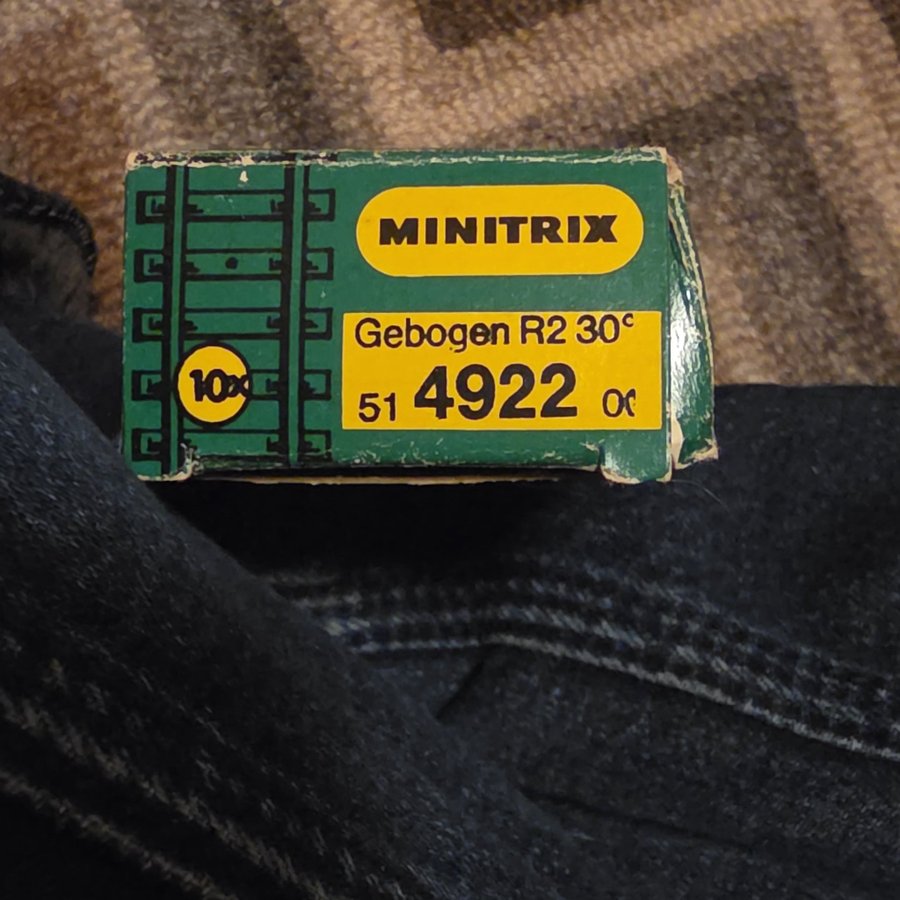 MINITRIX
Gebogen R2 30°
51 4922 00
10x